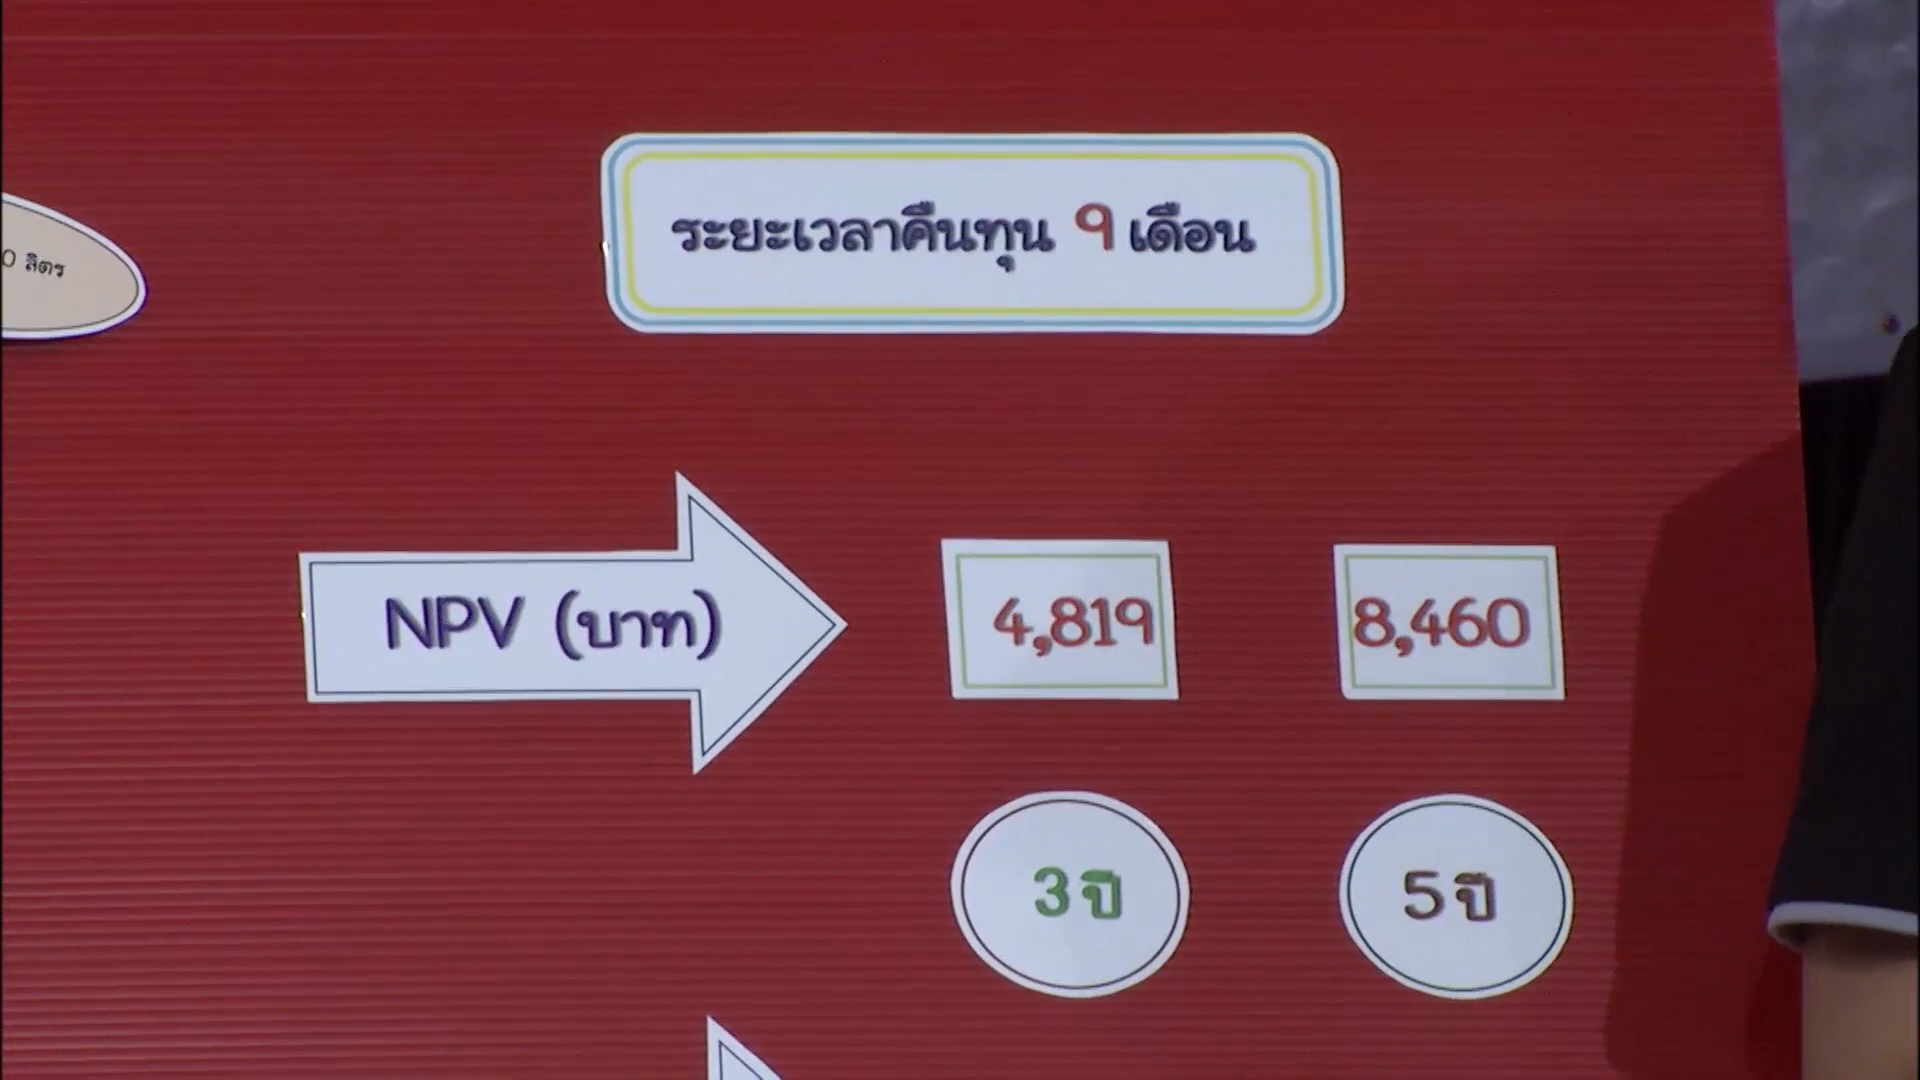 ระยะเวลาคืนทุน 9 เดือน
0 ลิตร
NPV (บาท)
4,819
8,460
3 ปี
5 ปี